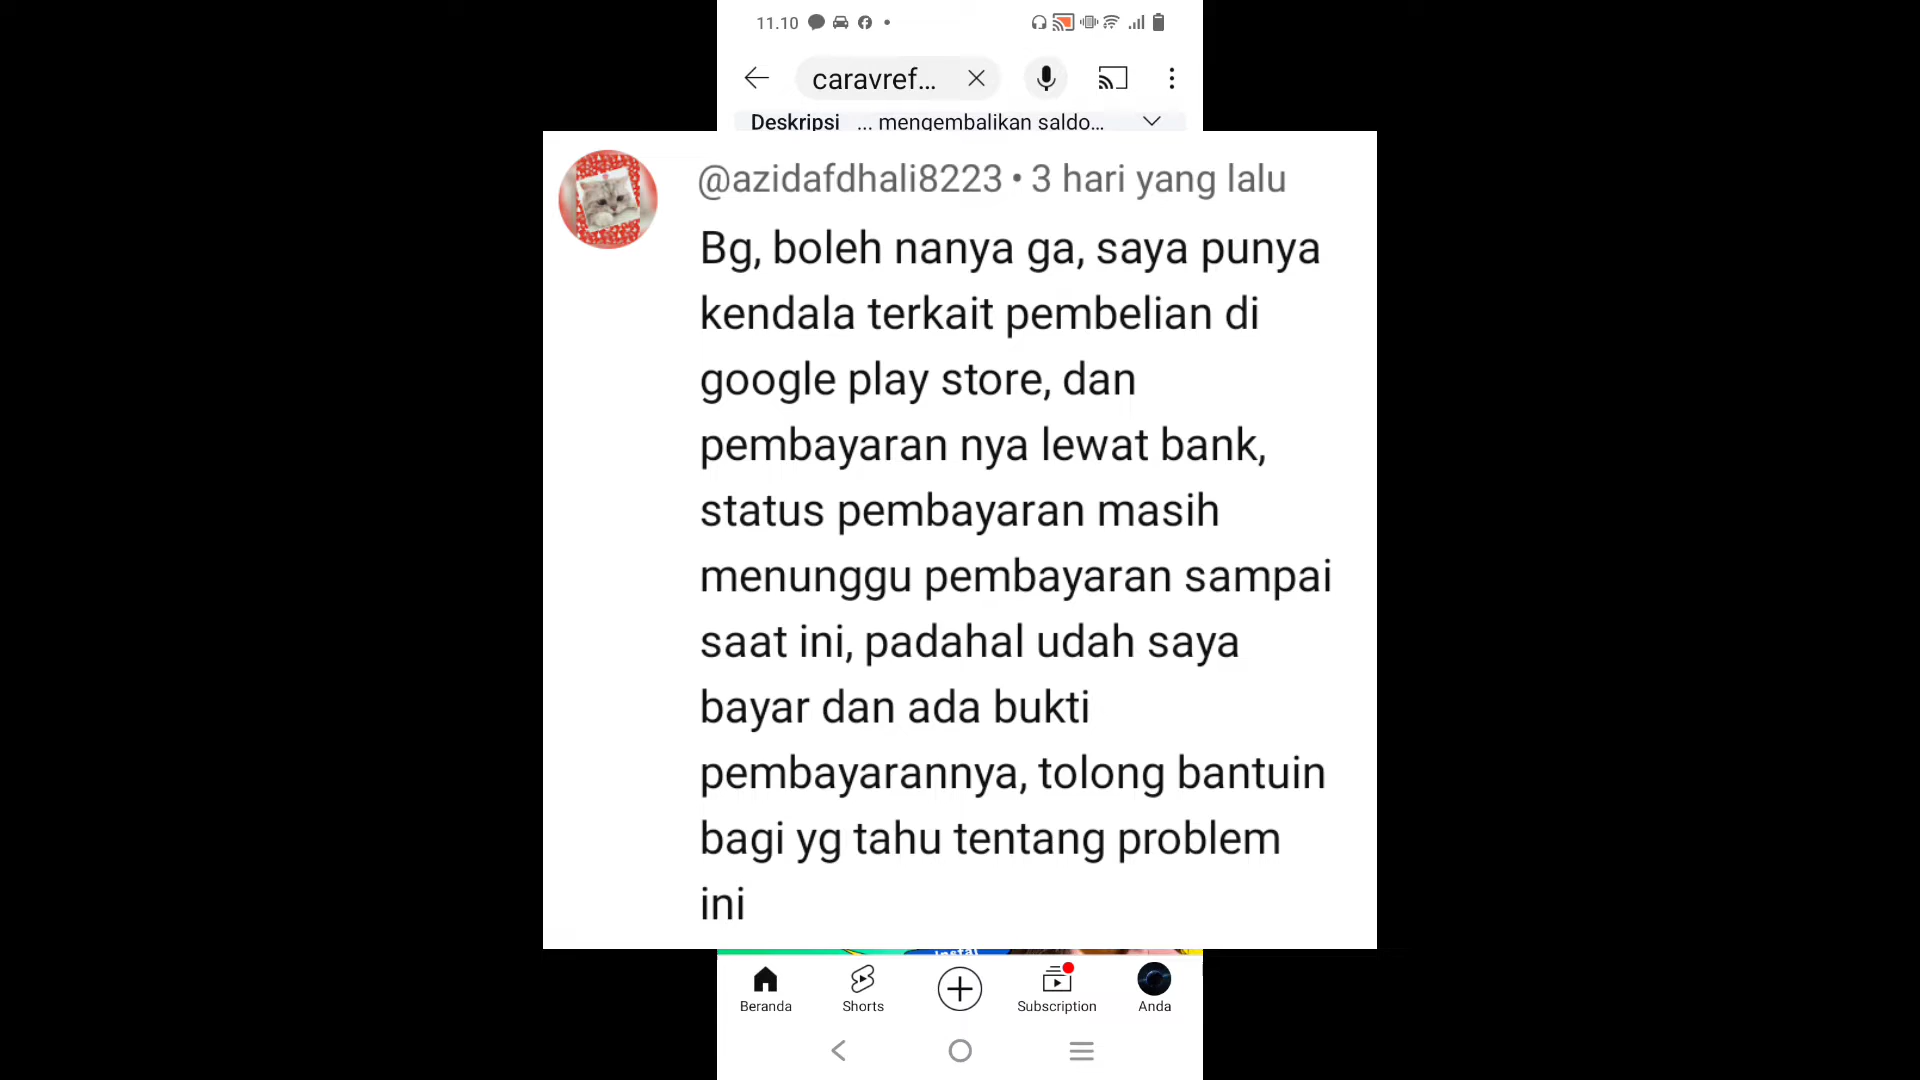 11.10
caravref...
Deskripsi ... mengembalikan saldo...
@azidafdhali8223 • 3 hari yang lalu
Bg, boleh nanya ga, saya punya
kendala terkait pembelian di
google play store, dan
pembayaran nya lewat bank,
status pembayaran masih
menunggu pembayaran sampai
saat ini, padahal udah saya
bayar dan ada bukti
pembayarannya, tolong bantuin
bagi yg tahu tentang problem
ini
Instal
Beranda Shorts Subscription Anda